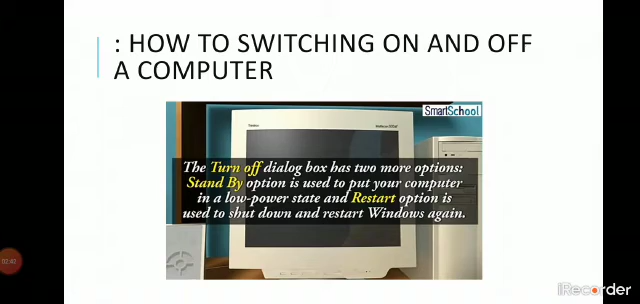 : HOW TO SWITCHING ON AND OFF
A COMPUTER
SmartSchool
The Turn off dialog box has two more options:
Stand By option is used to put your computer
in a low-power state and Restart option is
used to shut down and restart Windows again.
02:42
iRecorder